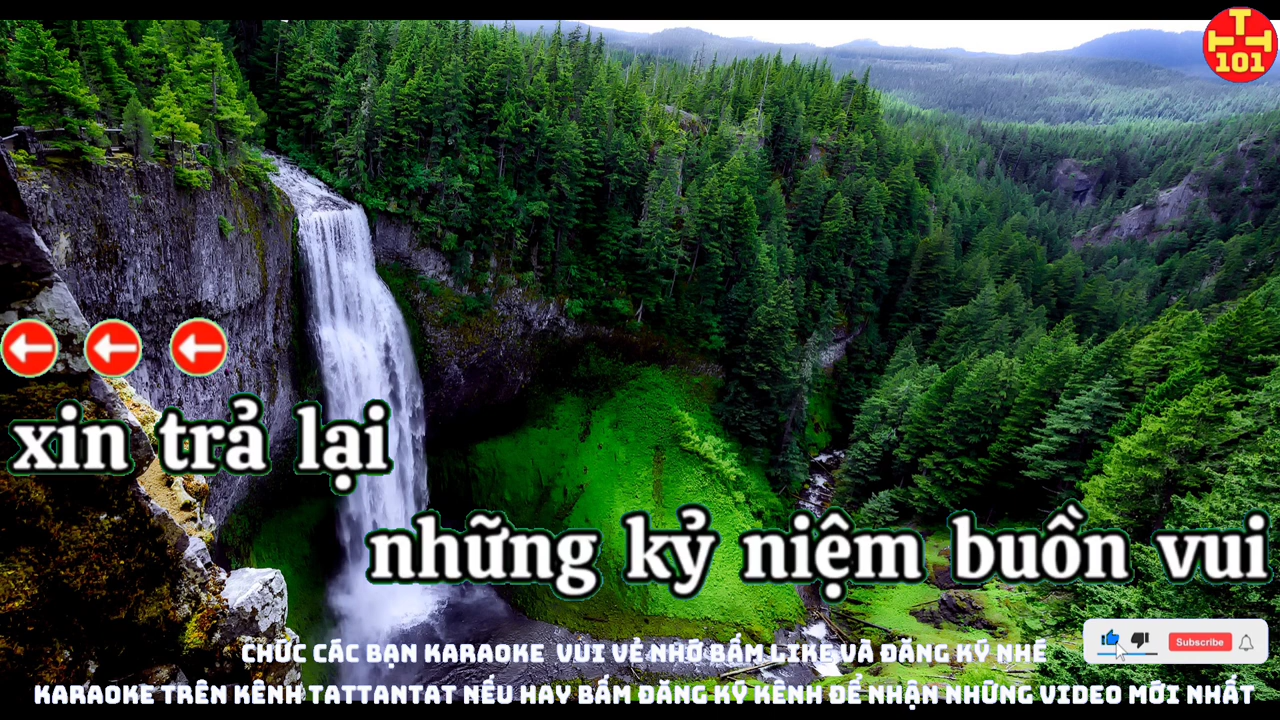 TTH
101
xin trả lại
những kỷ niệm buồn vui
Subscribe
CHÚC CÁC BẠN KARAOKE VUI VẺ NHỚ BẤM LIKE VÀ ĐĂNG KÝ NHÉ
KARAOKE TRÊN KÊNH TATTANTAT NẾU HAY BẤM ĐĂNG KÝ KÊNH ĐỂ NHẬN NHỮNG VIDEO MỚI NHẤT